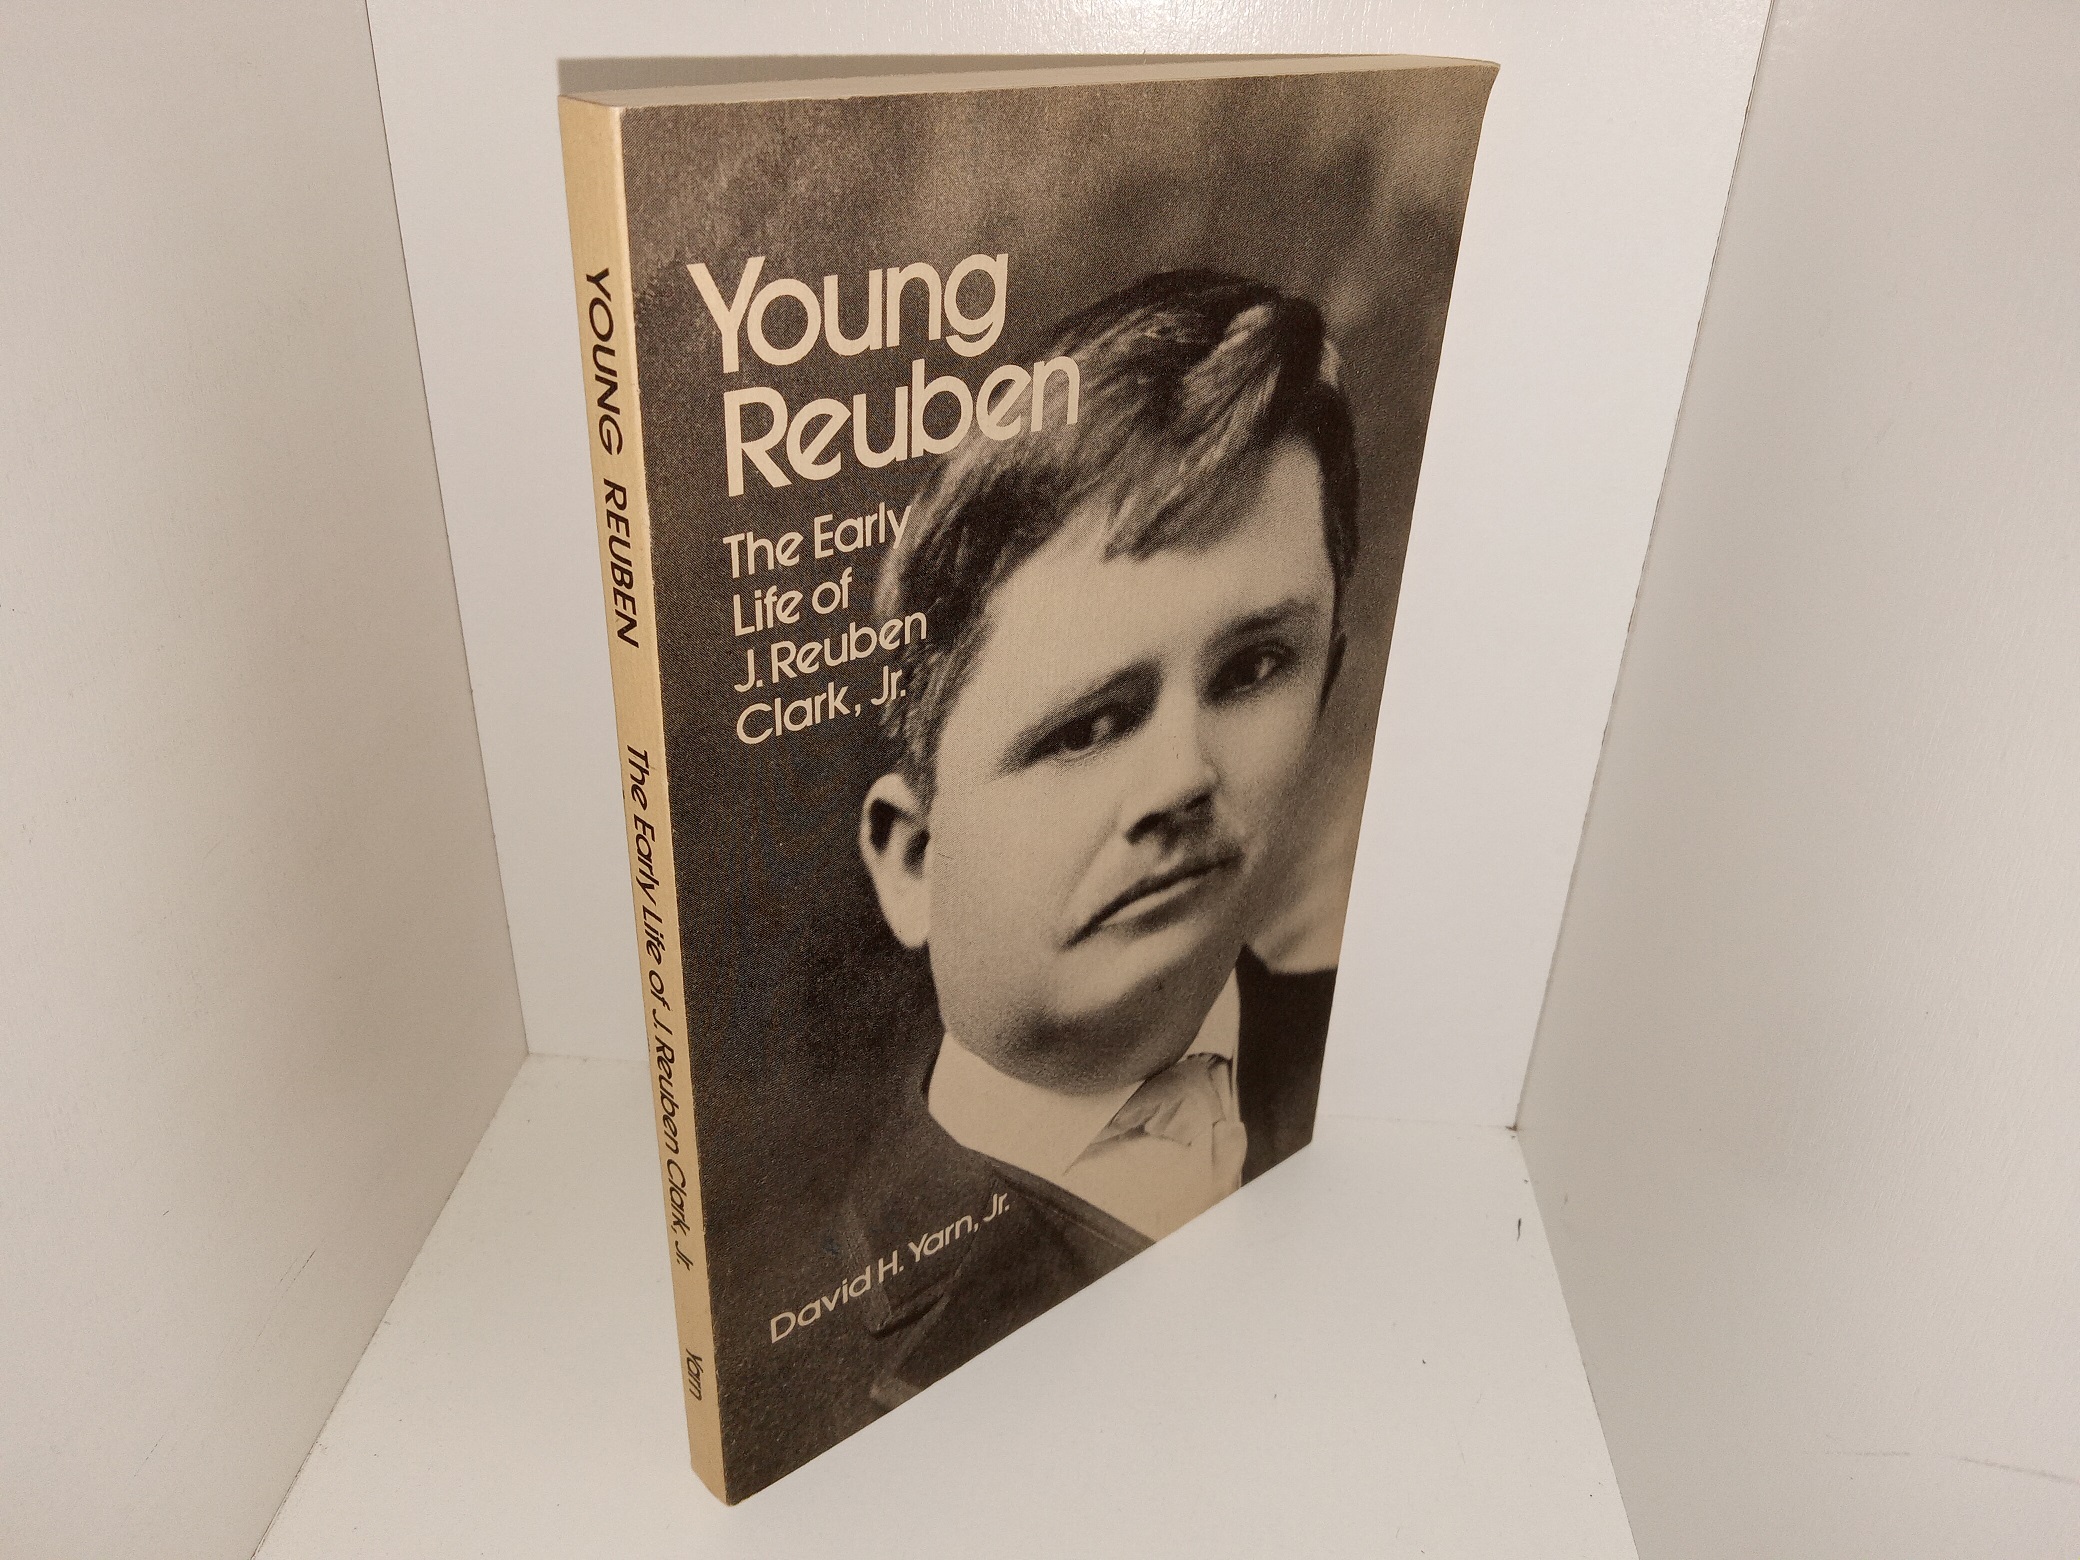 YOUNG REUBEN The Early Life of J. Reuben Clark, Jr. Yarn
Young
Reuben
The Early
Life of
J. Reuben
Clark, Jr.
David H. Yarn, Jr.